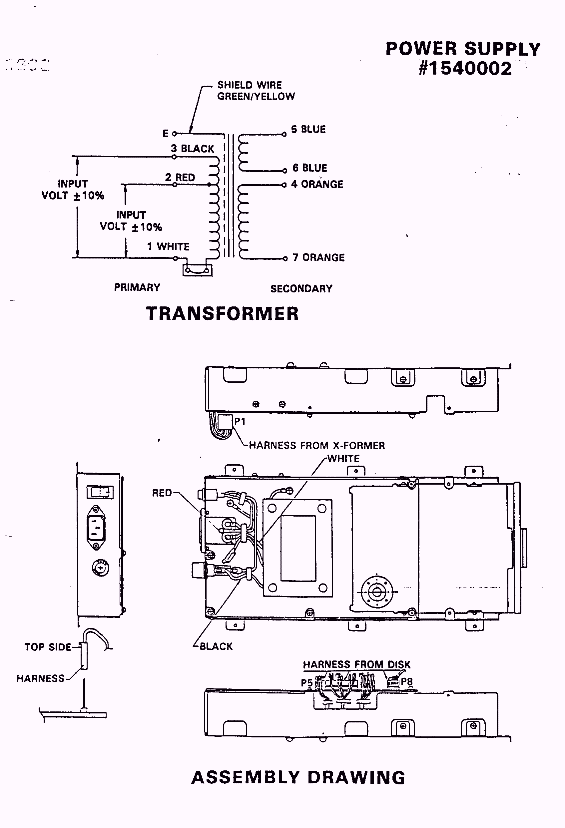 POWER SUPPLY
#1540002
SHIELD WIRE
GREEN/YELLOW
E
5 BLUE
3 BLACK
6 BLUE
2 RED
4 ORANGE
INPUT
VOLT ±10%
INPUT
VOLT ±10%
1 WHITE
7 ORANGE
PRIMARY
SECONDARY
TRANSFORMER
P1
HARNESS FROM X-FORMER
WHITE
RED
BLACK
TOP SIDE
HARNESS
HARNESS FROM DISK
P5
P8
ASSEMBLY DRAWING